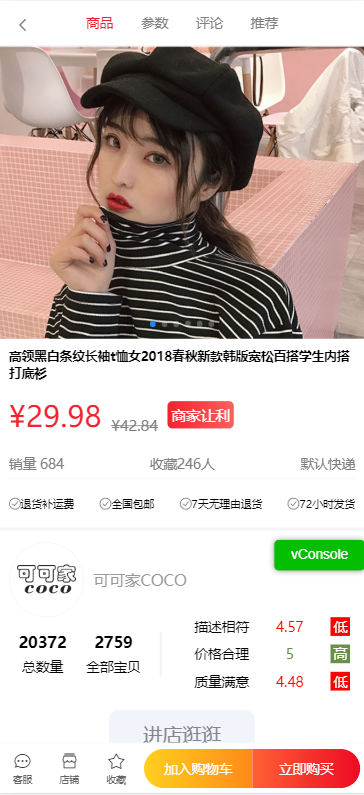 商品 参数 评论 推荐
高领黑白条纹长袖t恤女2018春秋新款韩版宽松百搭学生内搭
打底衫
¥29.98 ¥42.84 商家让利
销量 684 收藏246人 默认快递
退货补运费 全国包邮 7天无理由退货 72小时发货
vConsole
可可家
COCO
可可家COCO
20372 2759
总数量 全部宝贝
描述相符 4.57 低
价格合理 5 高
质量满意 4.48 低
进店逛逛
客服 店铺 收藏 加入购物车 立即购买